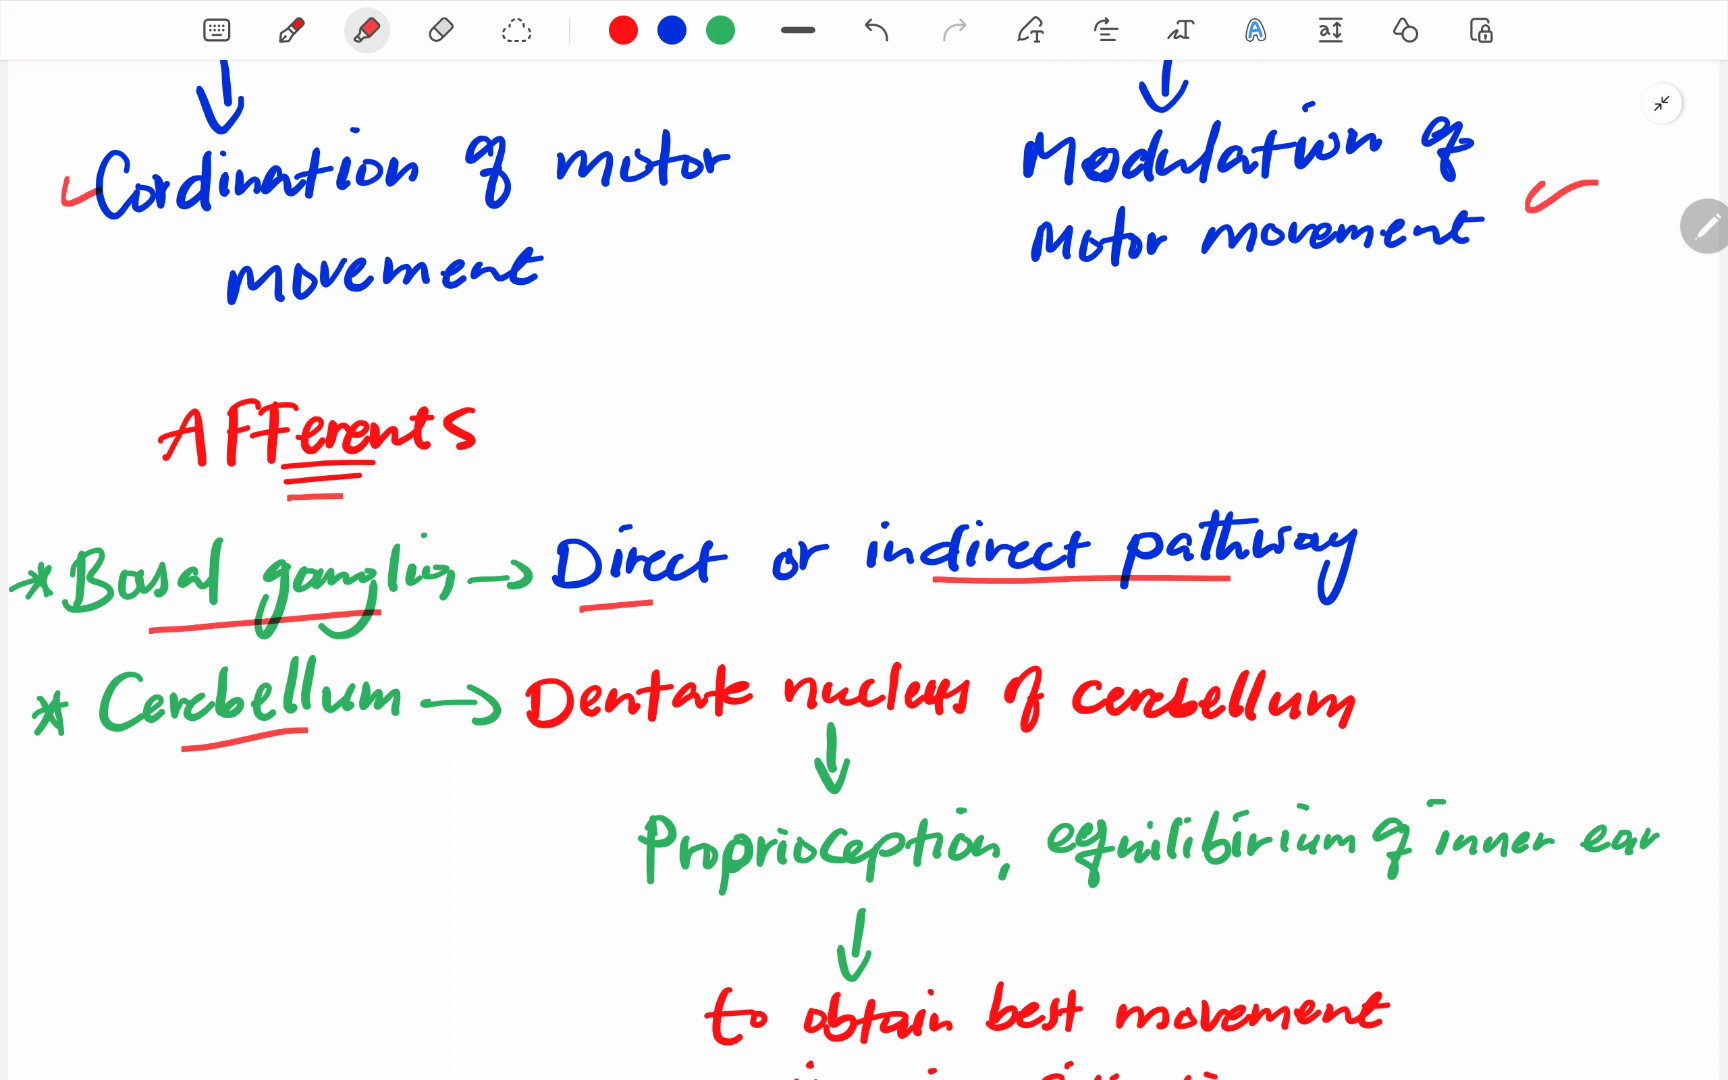 Cordination of motor
movement
Modulation of
Motor movement
Afferents
* Basal ganglia → Direct or indirect pathway
* Cerebellum → Dentate nucleus of cerebellum
Proprioception, equilibirium of inner ear
to obtain best movement